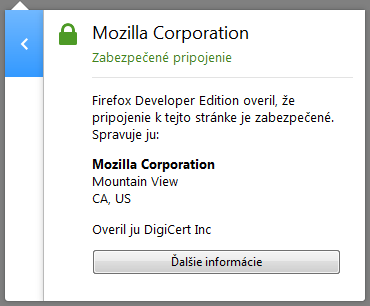 Mozilla Corporation
Zabezpečené pripojenie
Firefox Developer Edition overil, že
pripojenie k tejto stránke je zabezpečené.
Spravuje ju:
Mozilla Corporation
Mountain View
CA, US
Overil ju DigiCert Inc
Ďalšie informácie